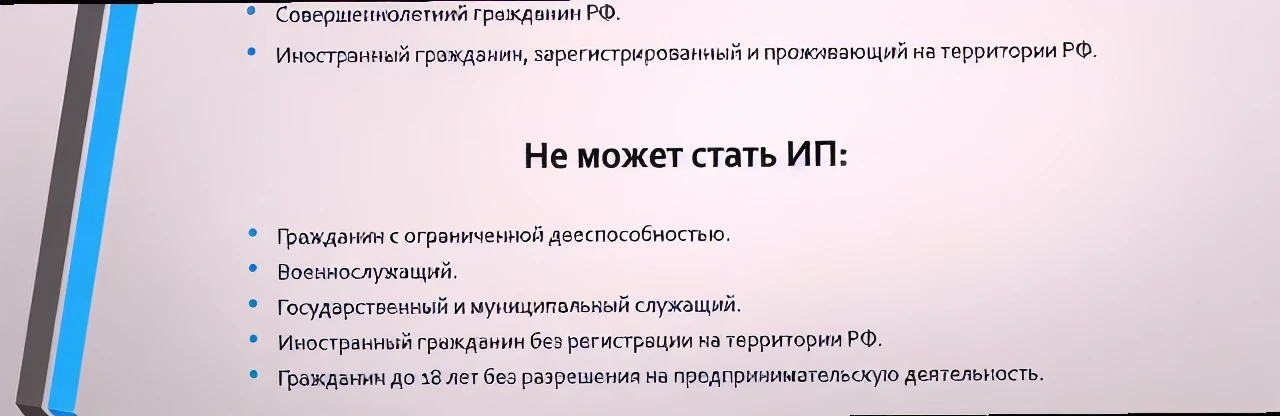 Совершеннолетний гражданин РФ.
Иностранный гражданин, зарегистрированный и проживающий на территории РФ.
Не может стать ИП:
Гражданин с ограниченной дееспособностью.
Военнослужащий.
Государственный и муниципальный служащий.
Иностранный гражданин без регистрации на территории РФ.
Гражданин до 18 лет без разрешения на предпринимательскую деятельность.